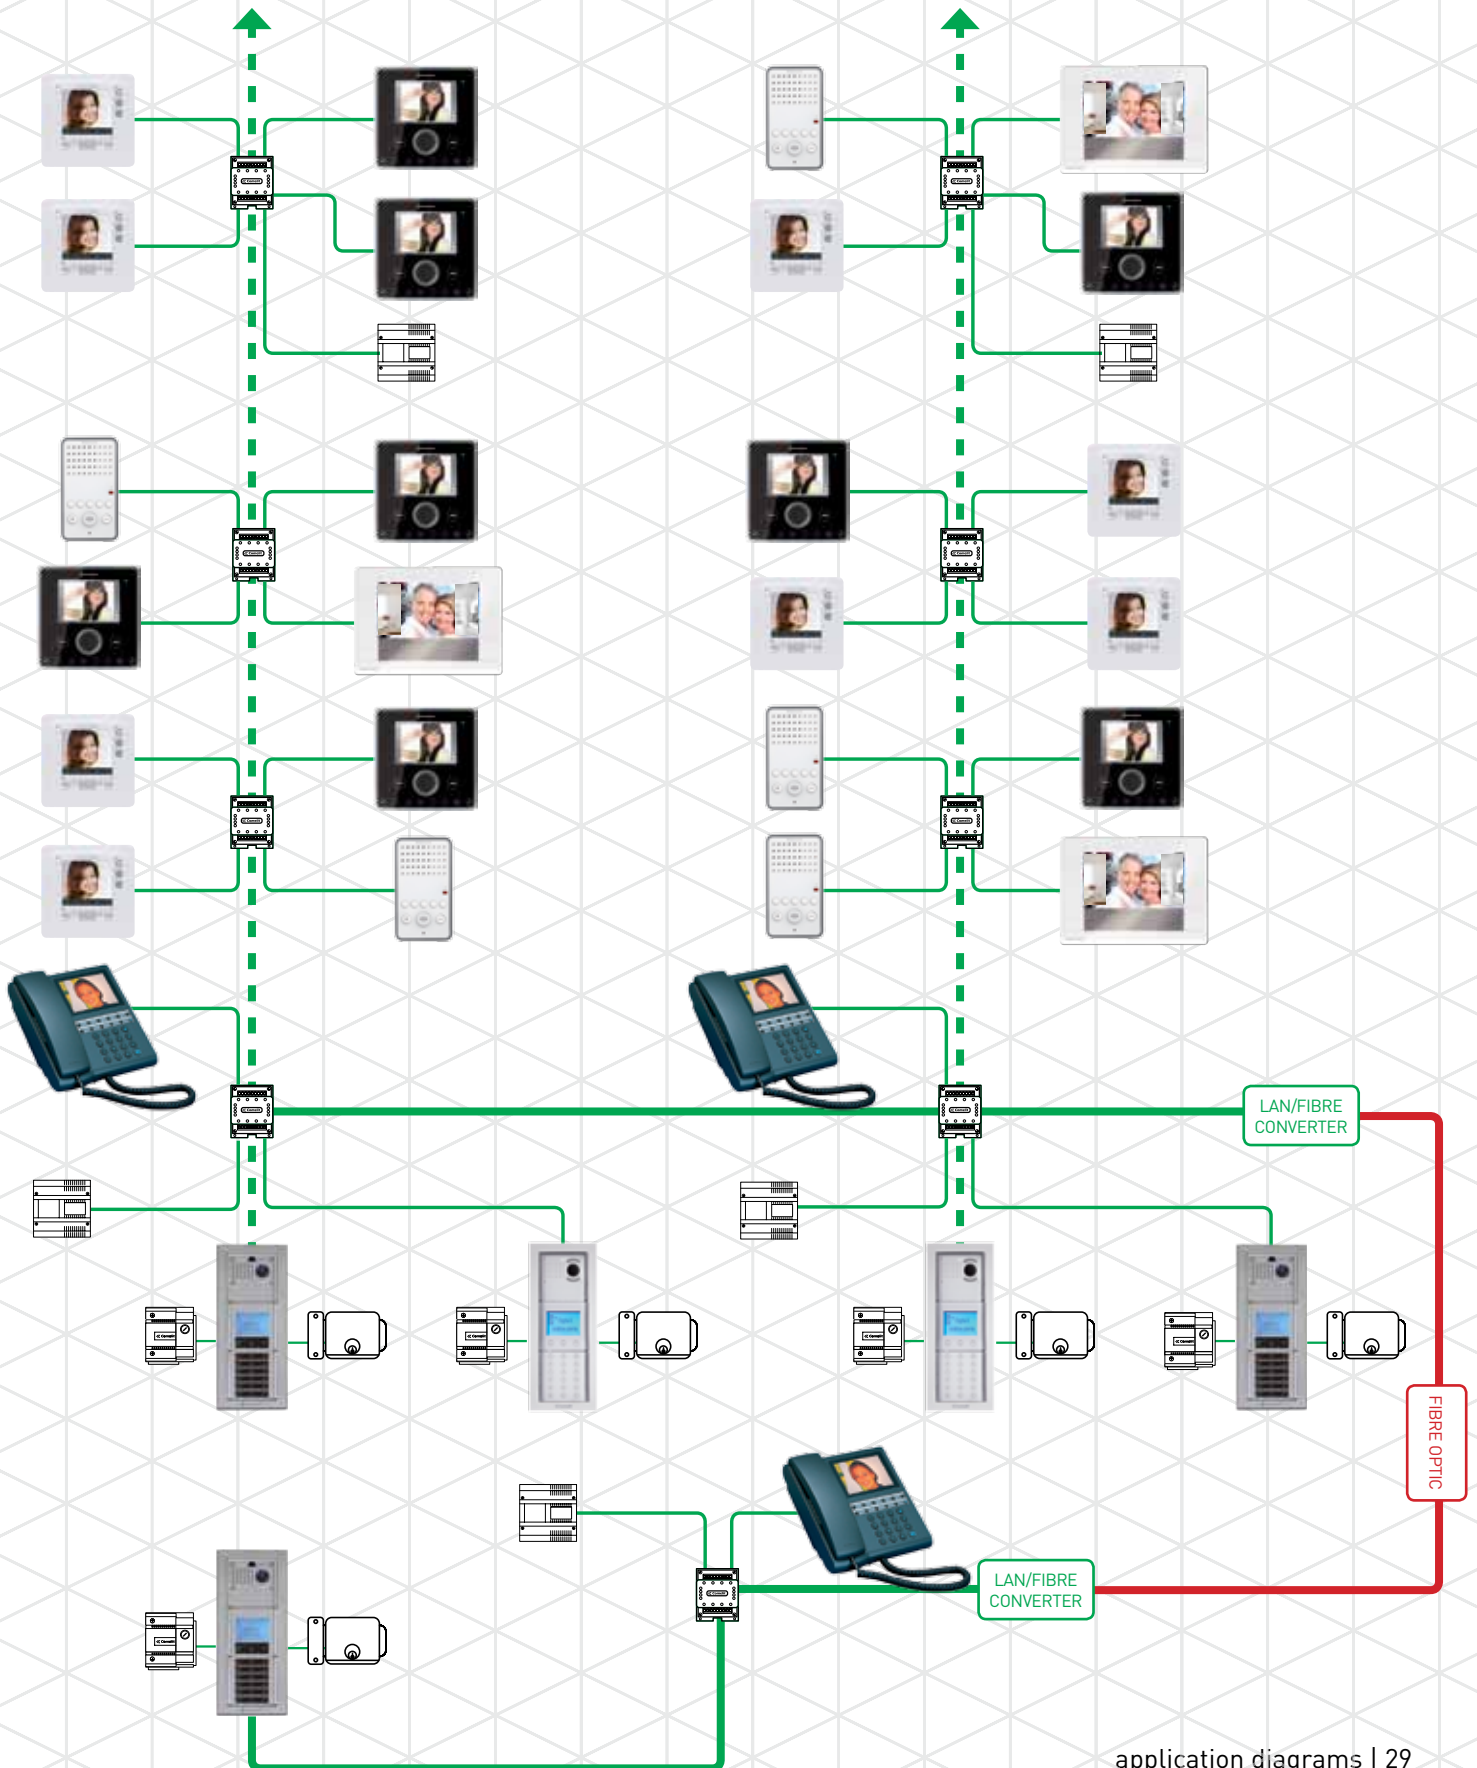 LAN/FIBRE
CONVERTER
FIBRE OPTIC
LAN/FIBRE
CONVERTER
application diagrams | 29